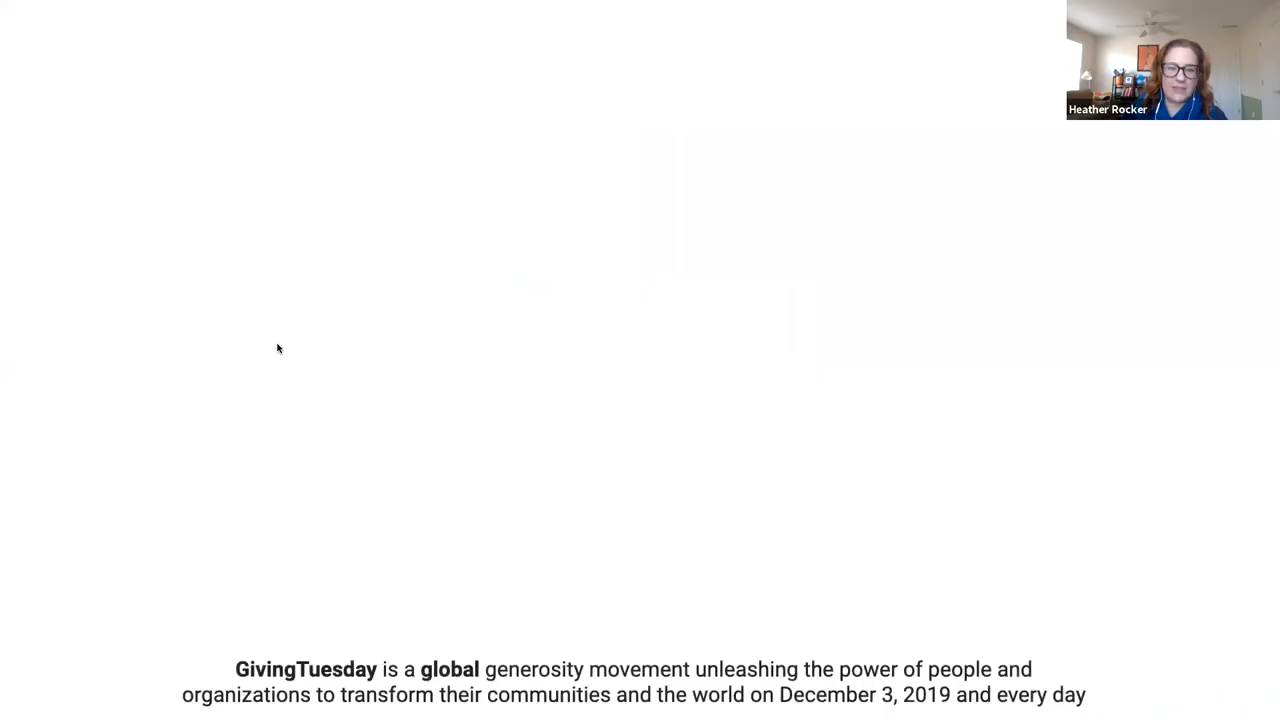 Heather Rocker
GivingTuesday is a global generosity movement unleashing the power of people and
organizations to transform their communities and the world on December 3, 2019 and every day